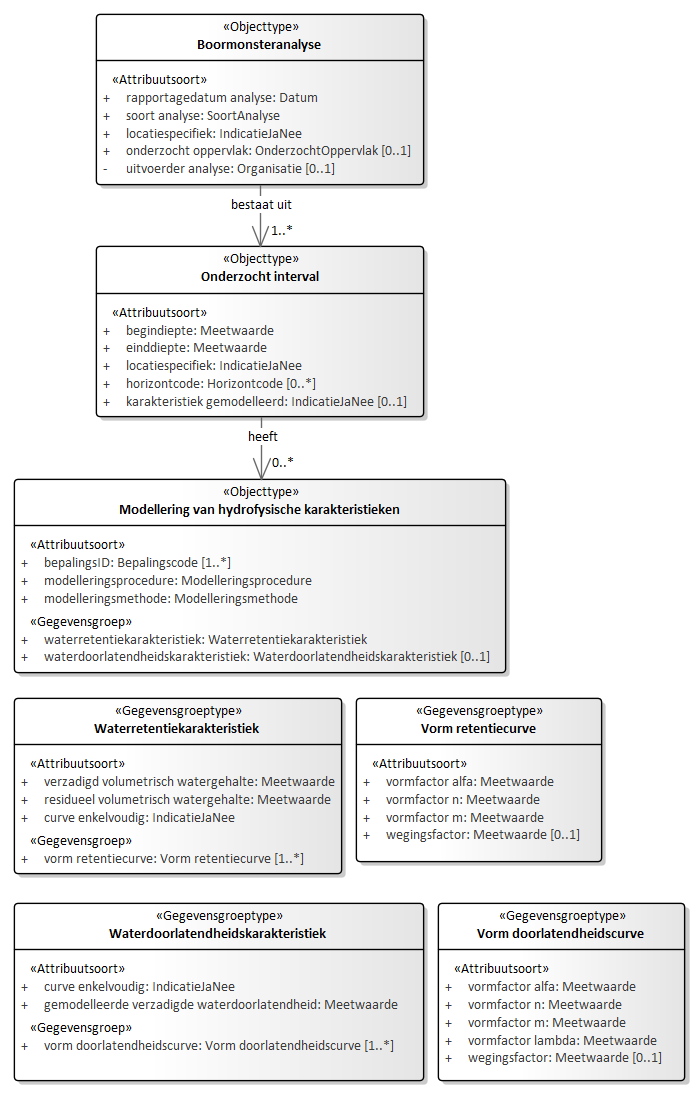 «Objecttype»
Boormonsteranalyse
«Attribuutsoort»
+ rapportagedatum analyse: Datum
+ soort analyse: SoortAnalyse
+ locatiespecifiek: IndicatieJaNee
+ onderzocht oppervlak: OnderzochtOppervlak [0..1]
- uitvoerder analyse: Organisatie [0..1]
bestaat uit
1..*
«Objecttype»
Onderzocht interval
«Attribuutsoort»
+ begindiepte: Meetwaarde
+ einddiepte: Meetwaarde
+ locatiespecifiek: IndicatieJaNee
+ horizontcode: Horizontcode [0..*]
+ karakteristiek gemodelleerd: IndicatieJaNee [0..1]
heeft
0..*
«Objecttype»
Modellering van hydrofysische karakteristieken
«Attribuutsoort»
+ bepalingsID: Bepalingscode [1..*]
+ modelleringsprocedure: Modelleringsprocedure
+ modelleringsmethode: Modelleringsmethode
«Gegevensgroep»
+ waterretentiekarakteristiek: Waterretentiekarakteristiek
+ waterdoorlatendheidskarakteristiek: Waterdoorlatendheidskarakteristiek [0..1]
«Gegevensgroeptype»
Waterretentiekarakteristiek
«Attribuutsoort»
+ verzadigd volumetrisch watergehalte: Meetwaarde
+ residueel volumetrisch watergehalte: Meetwaarde
+ curve enkelvoudig: IndicatieJaNee
«Gegevensgroep»
+ vorm retentiecurve: Vorm retentiecurve [1..*]
«Gegevensgroeptype»
Vorm retentiecurve
«Attribuutsoort»
+ vormfactor alfa: Meetwaarde
+ vormfactor n: Meetwaarde
+ vormfactor m: Meetwaarde
+ wegingsfactor: Meetwaarde [0..1]
«Gegevensgroeptype»
Waterdoorlatendheidskarakteristiek
«Attribuutsoort»
+ curve enkelvoudig: IndicatieJaNee
+ gemodelleerde verzadigde waterdoorlatendheid: Meetwaarde
«Gegevensgroep»
+ vorm doorlatendheidscurve: Vorm doorlatendheidscurve [1..*]
«Gegevensgroeptype»
Vorm doorlatendheidscurve
«Attribuutsoort»
+ vormfactor alfa: Meetwaarde
+ vormfactor n: Meetwaarde
+ vormfactor m: Meetwaarde
+ vormfactor lambda: Meetwaarde
+ wegingsfactor: Meetwaarde [0..1]